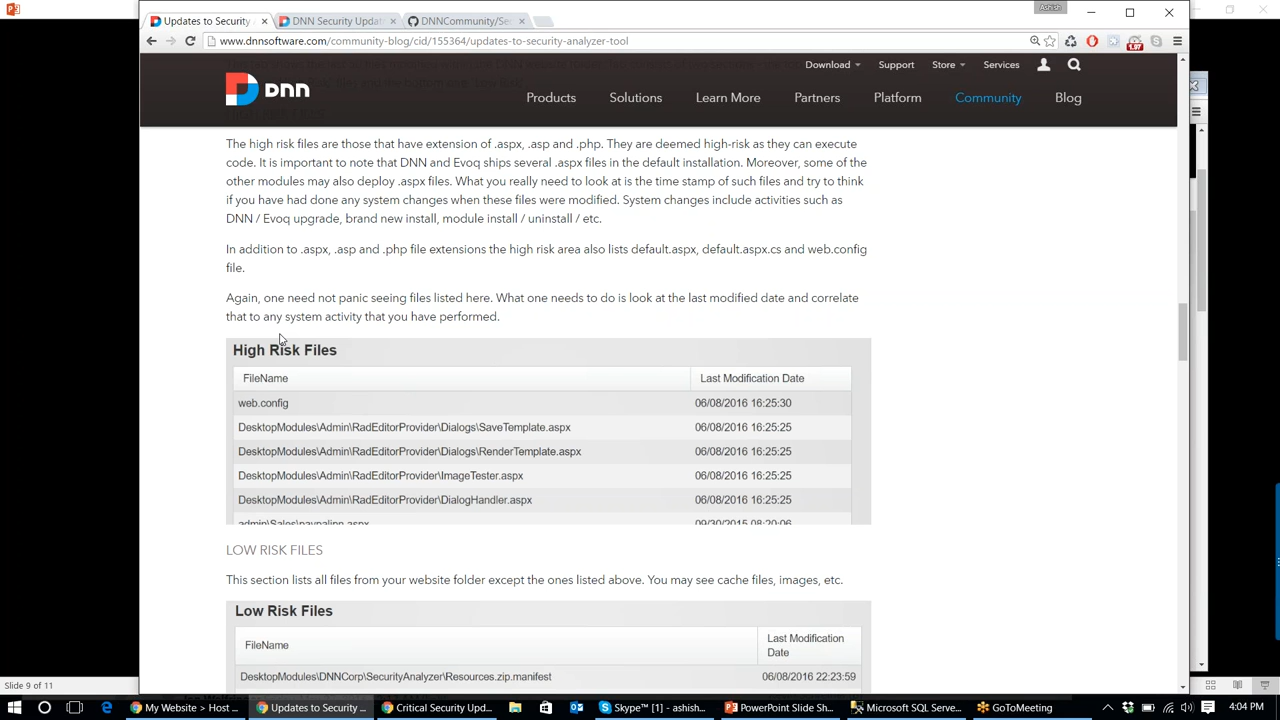 Updates to Security
DNN Security Updat
DNNCommunity/Sec
Ashish
www.dnnsoftware.com/community-blog/cid/155364/updates-to-security-analyzer-tool
1.97
Download
Support
Store
Services
DNN
Products
Solutions
Learn More
Partners
Platform
Community
Blog
The high risk files are those that have extension of .aspx, .asp and .php. They are deemed high-risk as they can execute
code. It is important to note that DNN and Evoq ships several .aspx files in the default installation. Moreover, some of the
other modules may also deploy .aspx files. What you really need to look at is the time stamp of such files and try to think
if you have had done any system changes when these files were modified. System changes include activities such as
DNN / Evoq upgrade, brand new install, module install / uninstall / etc.
In addition to .aspx, .asp and .php file extensions the high risk area also lists default.aspx, default.aspx.cs and web.config
file.
Again, one need not panic seeing files listed here. What one needs to do is look at the last modified date and correlate
that to any system activity that you have performed.
High Risk Files
FileName
Last Modification Date
web.config
06/08/2016 16:25:30
DesktopModules\Admin\RadEditorProvider\Dialogs\SaveTemplate.aspx
06/08/2016 16:25:25
DesktopModules\Admin\RadEditorProvider\Dialogs\RenderTemplate.aspx
06/08/2016 16:25:25
DesktopModules\Admin\RadEditorProvider\ImageTester.aspx
06/08/2016 16:25:25
DesktopModules\Admin\RadEditorProvider\DialogHandler.aspx
06/08/2016 16:25:25
admin\Sales\paypalipn.aspx
09/30/2015 08:20:06
LOW RISK FILES
This section lists all files from your website folder except the ones listed above. You may see cache files, images, etc.
Low Risk Files
FileName
Last Modification
Date
DesktopModules\DNNCorp\SecurityAnalyzer\Resources.zip.manifest
06/08/2016 22:23:59
Slide 9 of 11
My Website > Host ...
Updates to Security ...
Critical Security Upd...
Skype™ [1] - ashish...
PowerPoint Slide Sh...
Microsoft SQL Serve...
GoToMeeting
4:04 PM